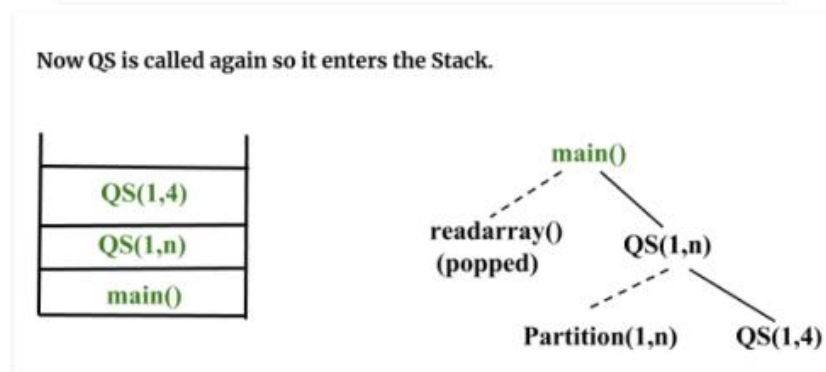 Now QS is called again so it enters the Stack.
QS(1,4)
QS(1,n)
main()
main()
readarray()
(popped)
QS(1,n)
Partition(1,n)
QS(1,4)